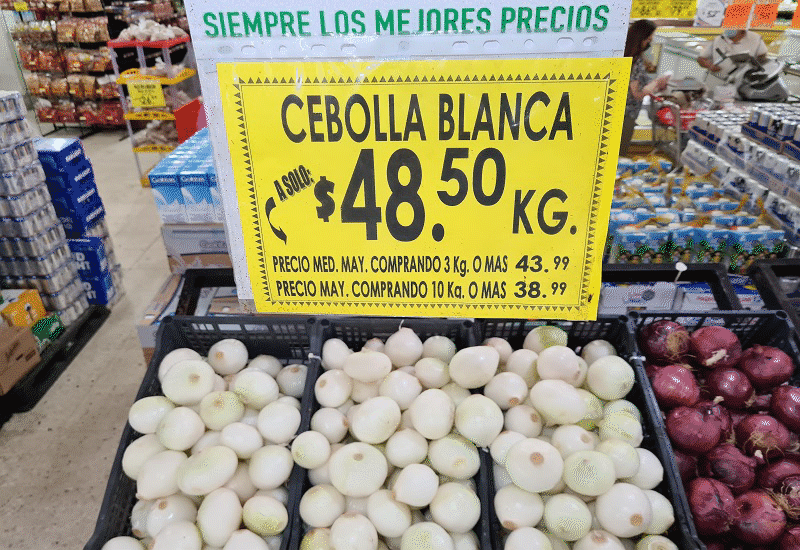 SIEMPRE LOS MEJORES PRECIOS
CEBOLLA BLANCA
A SOLO:
$48.50 KG.
PRECIO MED. MAY. COMPRANDO 3 Kg. O MAS 43.99
PRECIO MAY. COMPRANDO 10 Kg. O MAS 38.99